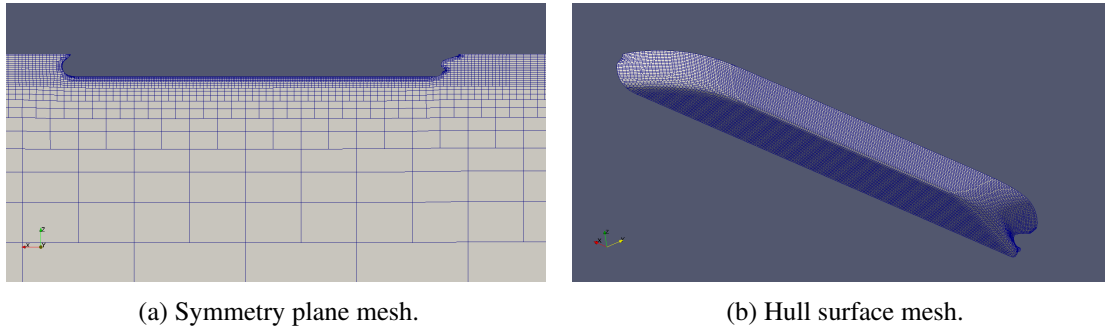 Z
X Y
Z
X Y
(a) Symmetry plane mesh.
(b) Hull surface mesh.